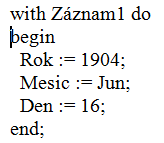 with Záznam1 do
begin
Rok := 1904;
Mesic := Jun;
Den := 16;
end;